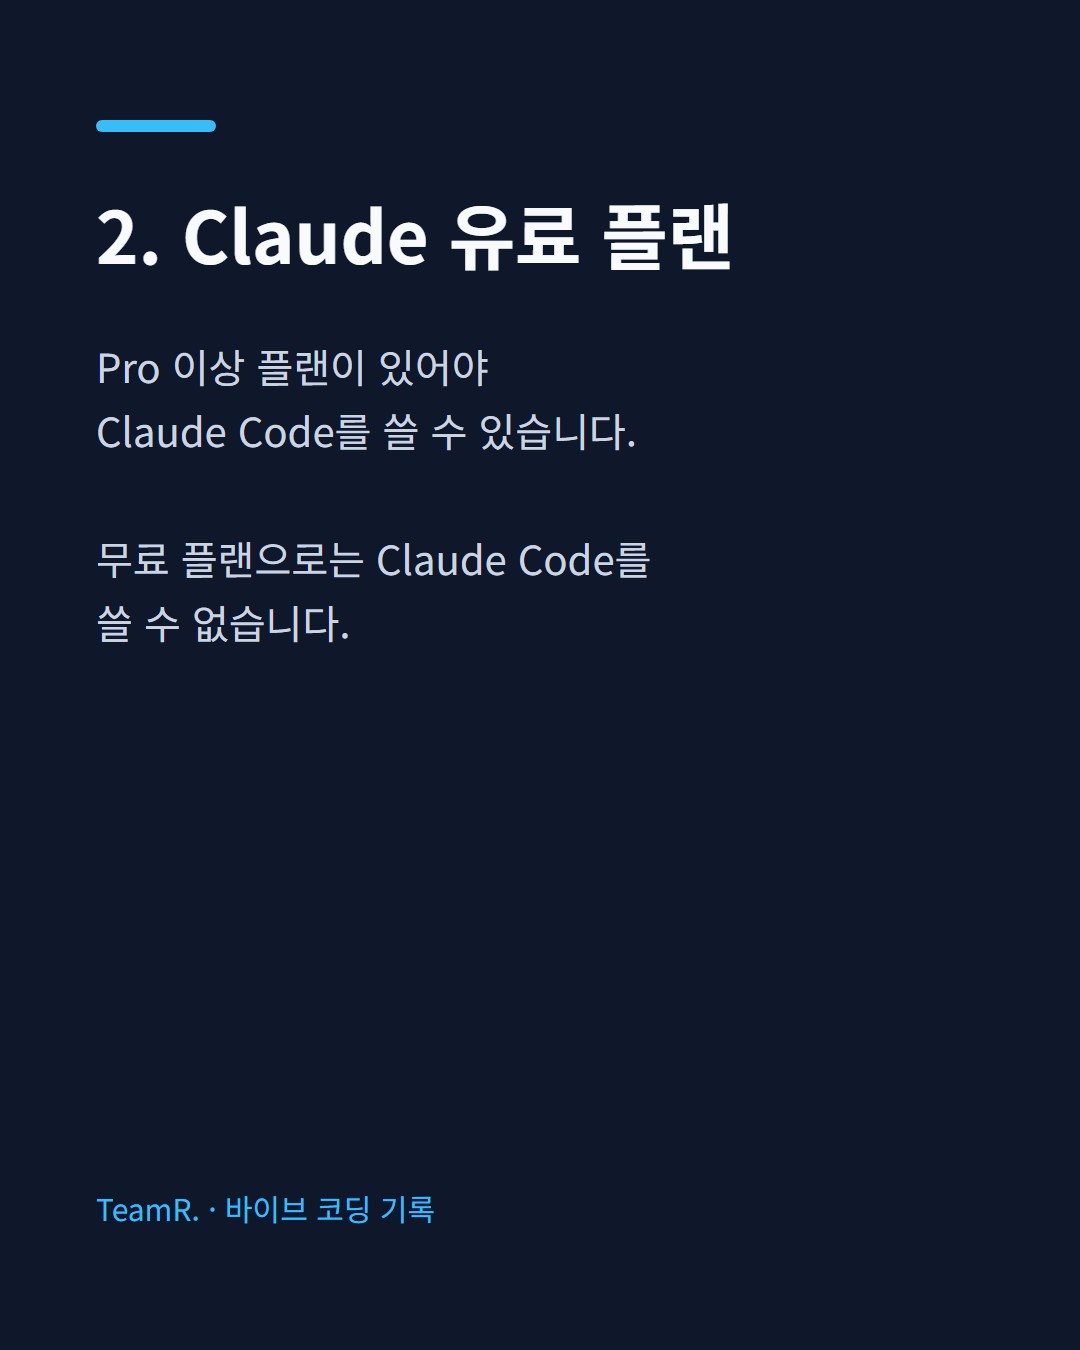 2. Claude 유료 플랜
Pro 이상 플랜이 있어야
Claude Code를 쓸 수 있습니다.
무료 플랜으로는 Claude Code를
쓸 수 없습니다.
TeamR. · 바이브 코딩 기록